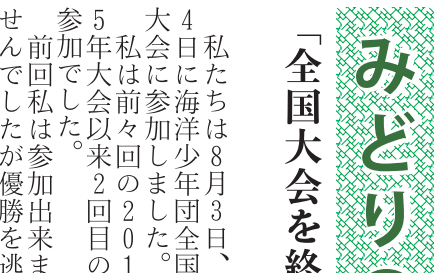 みどりの
「全国大会を終
私たちは8月3日、
4日に海洋少年団全国
大会に参加しました。
私は前々回の201
5年大会以来2回目の
参加でした。
前回私は参加出来ま
せんでしたが優勝を逃